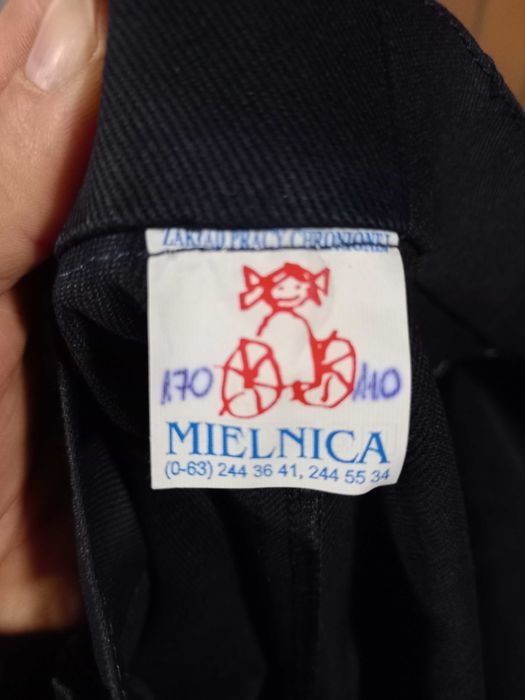 ZAKŁAD PRACY CHRONIONEJ
170 110
MIELNICA
(0-63) 244 36 41, 244 55 34